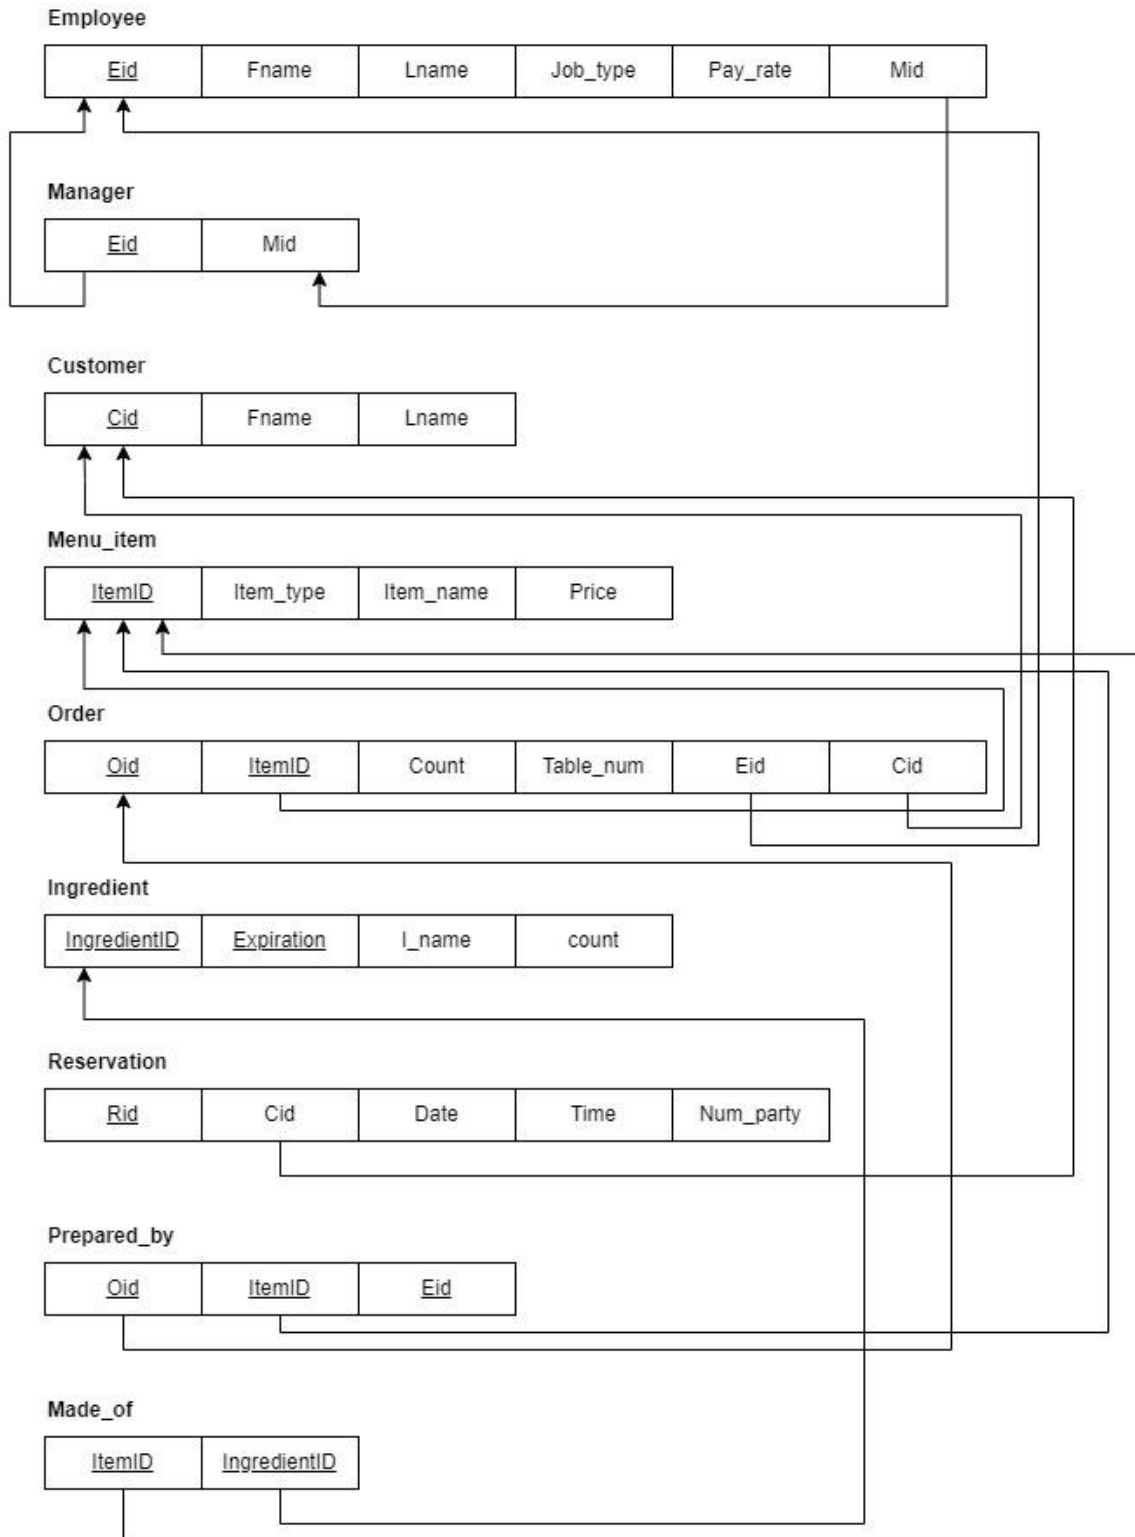 Employee
Eid Fname Lname Job_type Pay_rate Mid
Manager
Eid Mid
Customer
Cid Fname Lname
Menu_item
ItemID Item_type Item_name Price
Order
Oid ItemID Count Table_num Eid Cid
Ingredient
IngredientID Expiration I_name count
Reservation
Rid Cid Date Time Num_party
Prepared_by
Oid ItemID Eid
Made_of
ItemID IngredientID